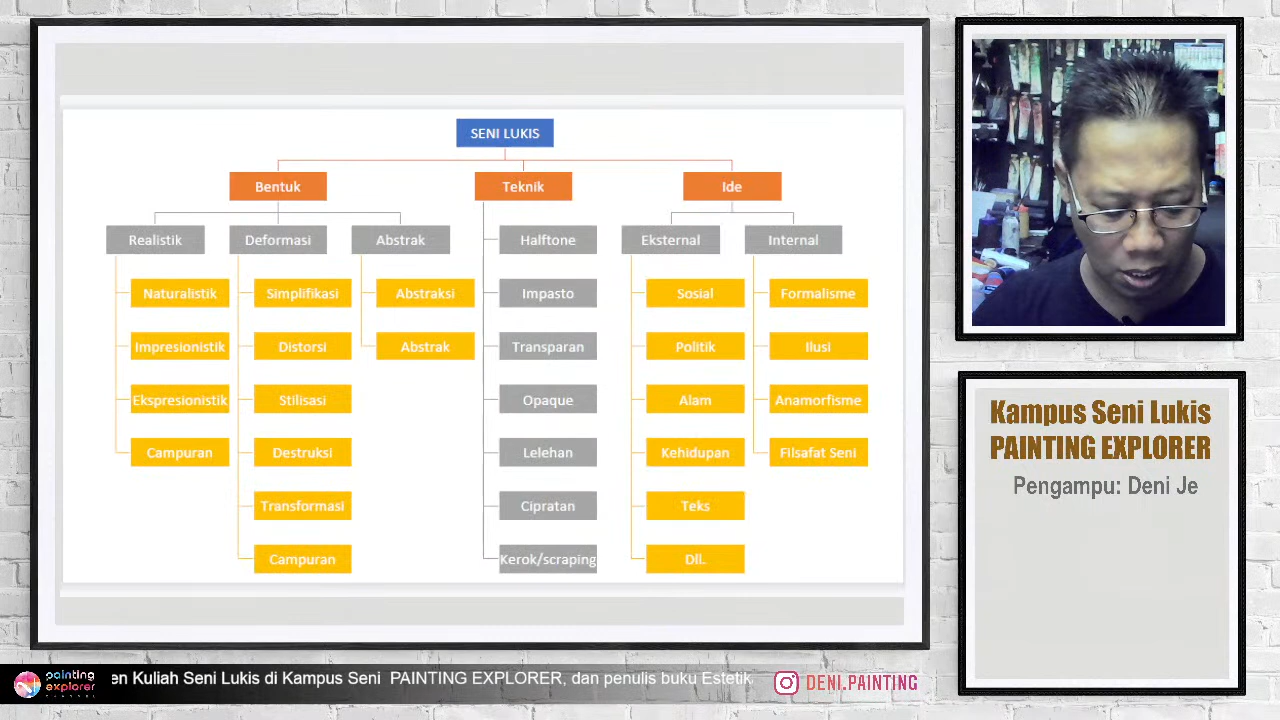 SENI LUKIS
Bentuk
Teknik
Ide
Realistik
Deformasi
Abstrak
Halftone
Eksternal
Internal
Naturalistik
Simplifikasi
Abstraksi
Impasto
Sosial
Formalisme
Impresionistik
Distorsi
Abstrak
Transparan
Politik
Ilusi
Ekspresionistik
Stilisasi
Opaque
Alam
Anamorfisme
Campuran
Destruksi
Lelehan
Kehidupan
Filsafat Seni
Transformasi
Cipratan
Teks
Campuran
Kerok/scraping
Dll.
Kampus Seni Lukis
PAINTING EXPLORER
Pengampu: Deni Je
painting
explorer
CHANNEL
en Kuliah Seni Lukis di Kampus Seni PAINTING EXPLORER, dan penulis buku Estetik
DENI.PAINTING